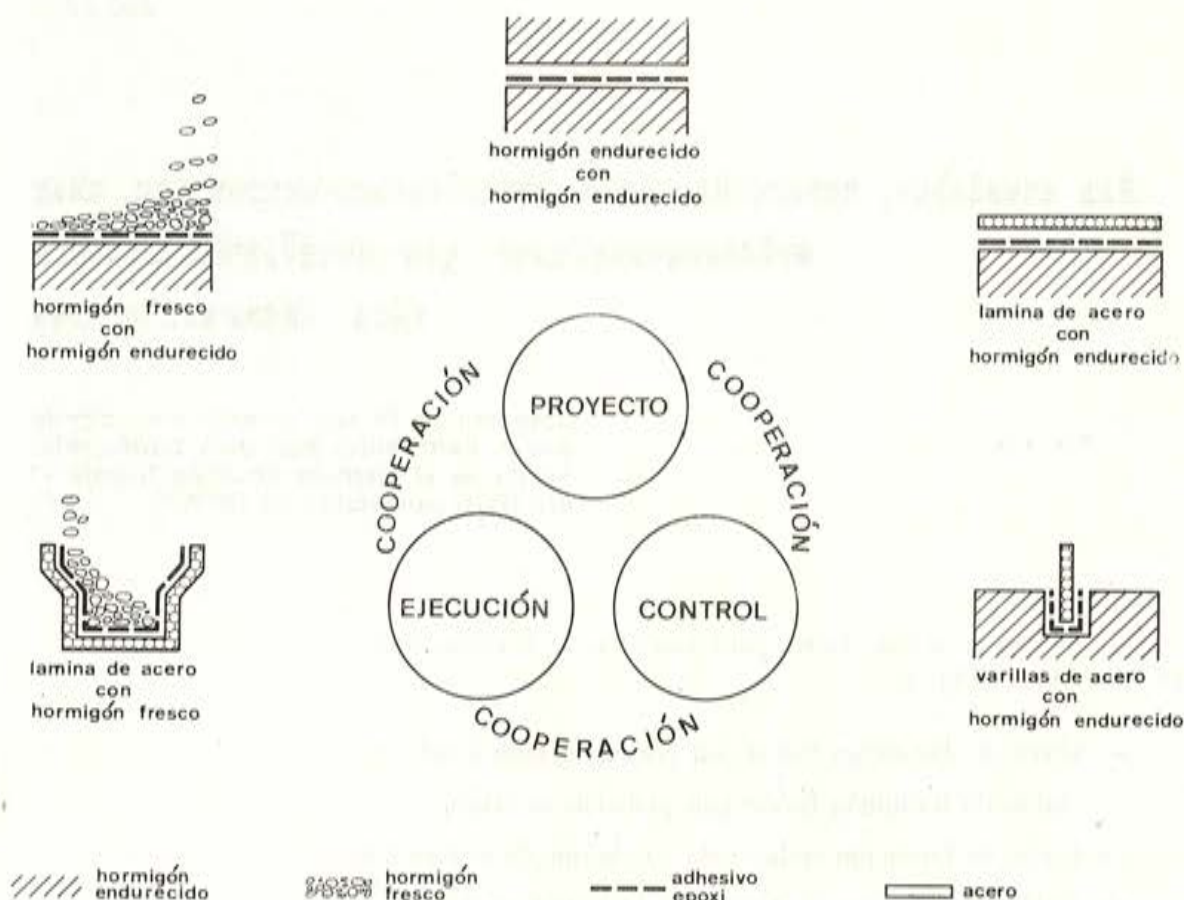 hormigón endurecido
con
hormigón endurecido
hormigón fresco
con
hormigón endurecido
lamina de acero
con
hormigón endurecido
COOPERACIÓN
PROYECTO
COOPERACIÓN
EJECUCIÓN
CONTROL
COOPERACIÓN
lamina de acero
con
hormigón fresco
varillas de acero
con
hormigón endurecido
hormigón
endurecido
hormigón
fresco
adhesivo
epoxi
acero